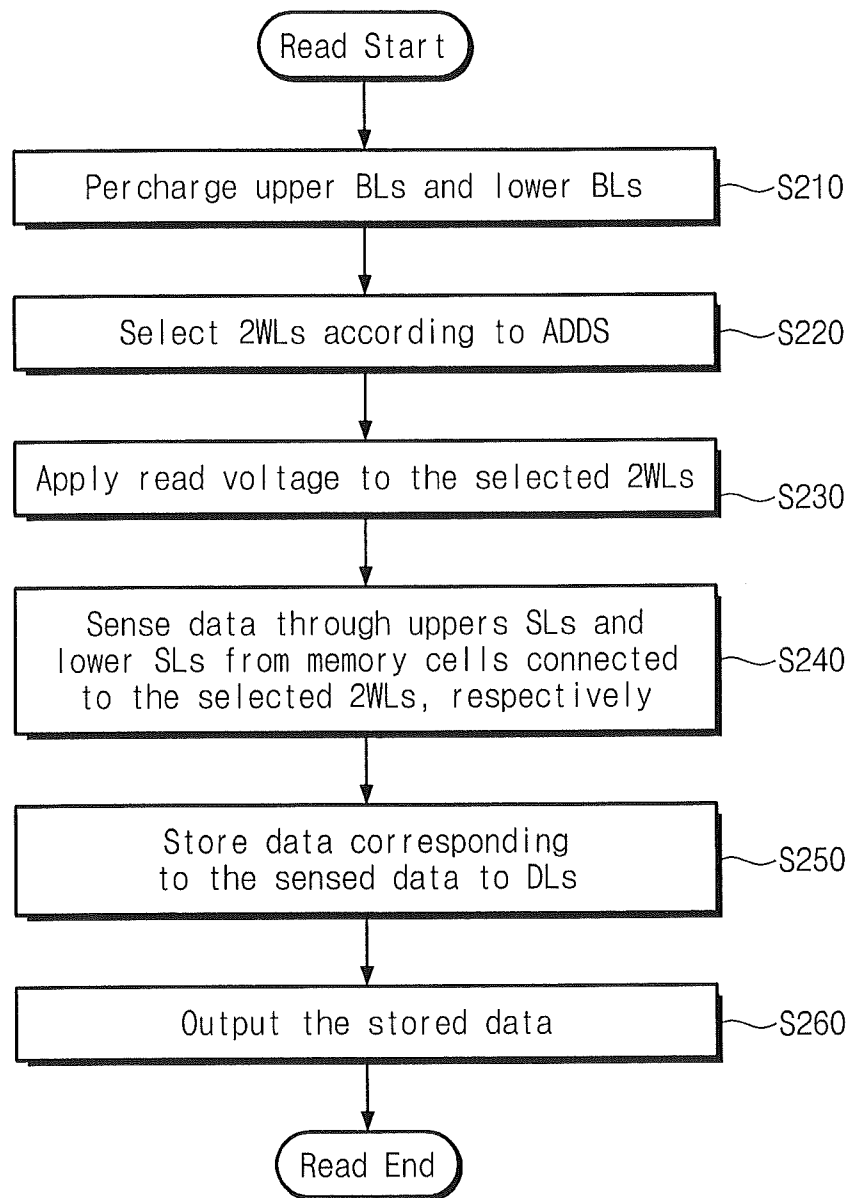 Read Start
Percharge upper BLs and lower BLs
S210
Select 2WLs according to ADDS
S220
Apply read voltage to the selected 2WLs
S230
Sense data through uppers SLs and
lower SLs from memory cells connected
to the selected 2WLs, respectively
S240
Store data corresponding
to the sensed data to DLs
S250
Output the stored data
S260
Read End